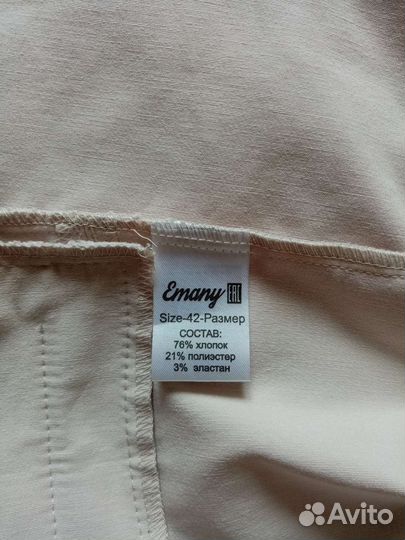 Emany EAC
Size-42-Размер
СОСТАВ:
76% хлопок
21% полиэстер
3% эластан
Avito